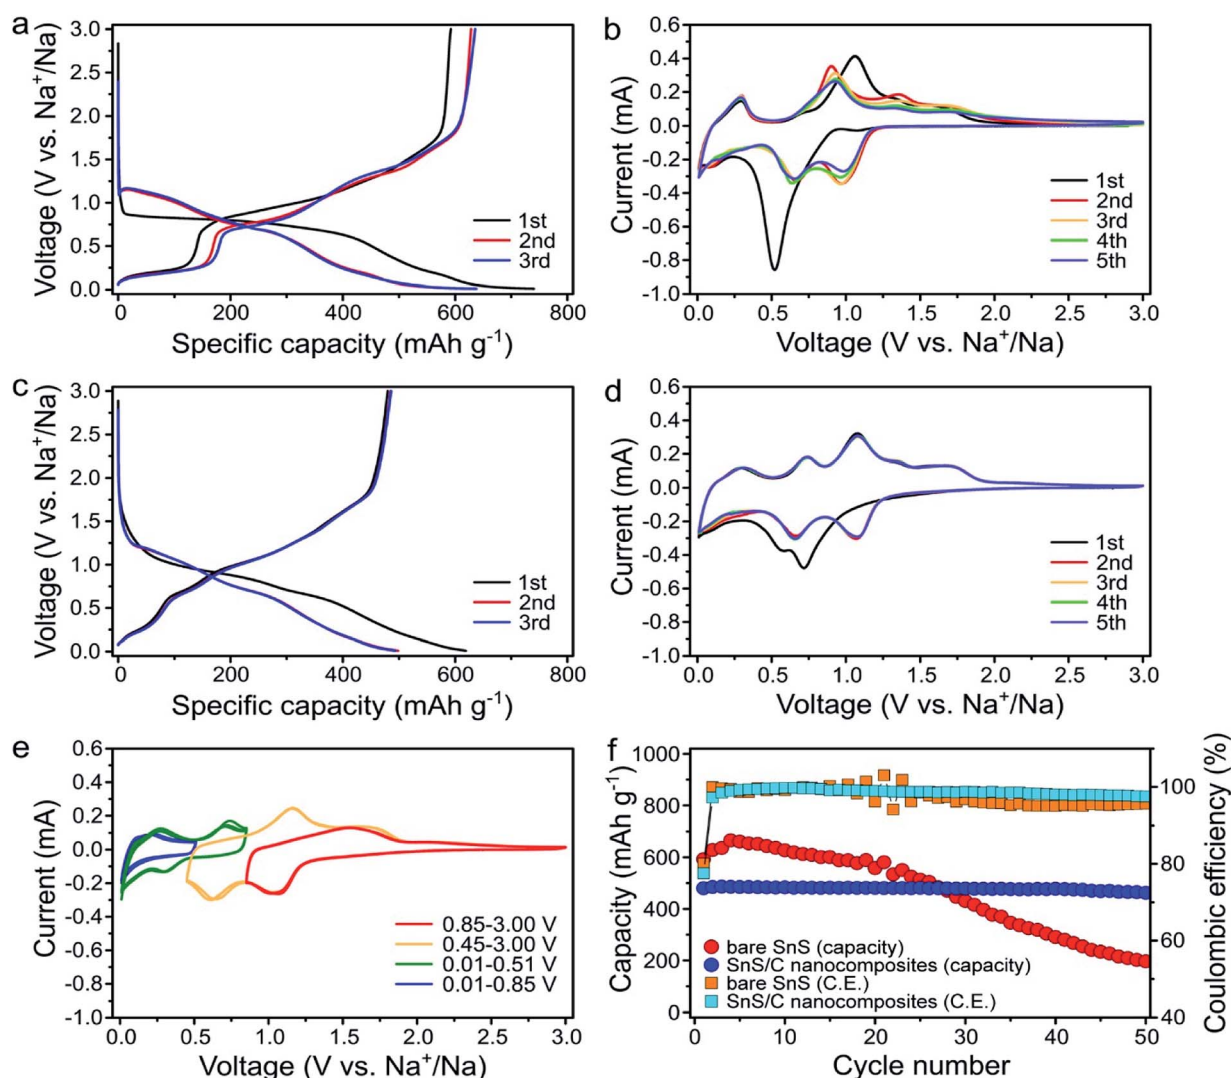 a
3.0
2.5
2.0
1.5
1.0
0.5
0.0
Voltage (V vs. Na⁺/Na)
1st
2nd
3rd
0 200 400 600 800
Specific capacity (mAh g⁻¹)
b
0.6
0.4
0.2
0.0
-0.2
-0.4
-0.6
-0.8
-1.0
Current (mA)
1st
2nd
3rd
4th
5th
0.0 0.5 1.0 1.5 2.0 2.5 3.0
Voltage (V vs. Na⁺/Na)
c
3.0
2.5
2.0
1.5
1.0
0.5
0.0
Voltage (V vs. Na⁺/Na)
1st
2nd
3rd
0 200 400 600 800
Specific capacity (mAh g⁻¹)
d
0.6
0.4
0.2
0.0
-0.2
-0.4
-0.6
-0.8
-1.0
Current (mA)
1st
2nd
3rd
4th
5th
0.0 0.5 1.0 1.5 2.0 2.5 3.0
Voltage (V vs. Na⁺/Na)
e
0.6
0.4
0.2
0.0
-0.2
-0.4
-0.6
-0.8
-1.0
Current (mA)
0.85-3.00 V
0.45-3.00 V
0.01-0.51 V
0.01-0.85 V
0.0 0.5 1.0 1.5 2.0 2.5 3.0
Voltage (V vs. Na⁺/Na)
f
1000
800
600
400
200
0
Capacity (mAh g⁻¹)
bare SnS (capacity)
SnS/C nanocomposites (capacity)
bare SnS (C.E.)
SnS/C nanocomposites (C.E.)
100
80
60
40
Coulombic efficiency (%)
0 10 20 30 40 50
Cycle number